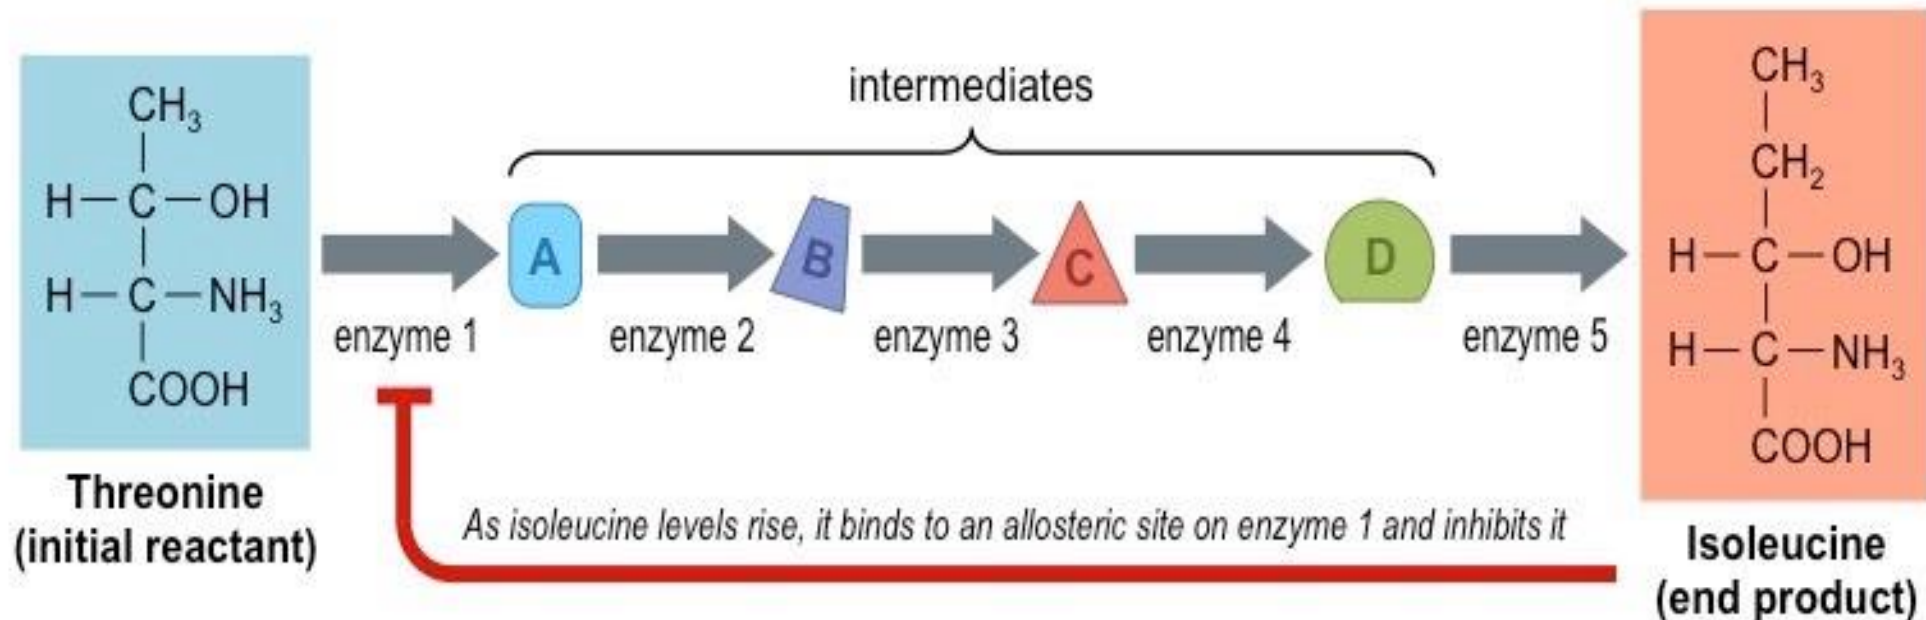 CH₃
H—C—OH
H—C—NH₃
COOH
Threonine
(initial reactant)
intermediates
A
B
C
D
enzyme 1
enzyme 2
enzyme 3
enzyme 4
enzyme 5
As isoleucine levels rise, it binds to an allosteric site on enzyme 1 and inhibits it
CH₃
CH₂
H—C—OH
H—C—NH₃
COOH
Isoleucine
(end product)